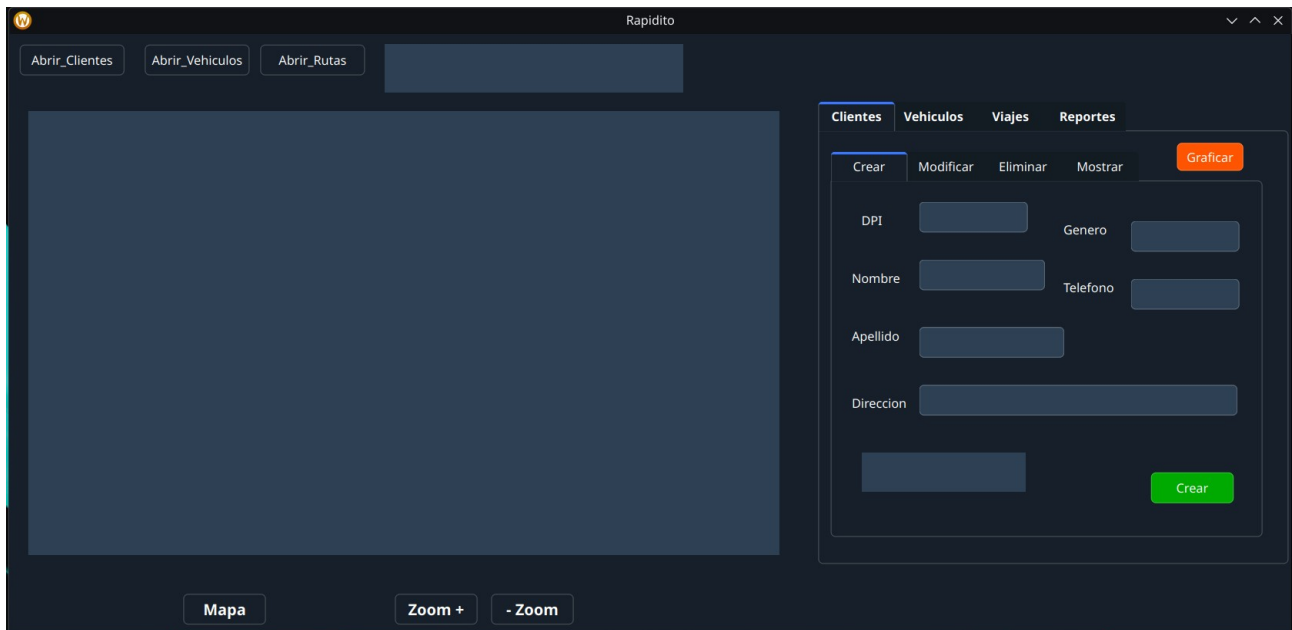 Rapidito
Abrir_Clientes Abrir_Vehiculos Abrir_Rutas
Clientes Vehiculos Viajes Reportes
Graficar
Crear Modificar Eliminar Mostrar
DPI
Genero
Nombre
Telefono
Apellido
Direccion
Crear
Mapa Zoom + - Zoom